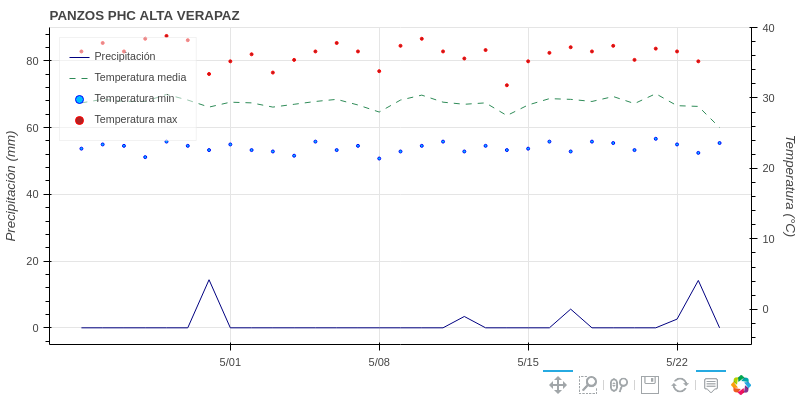 PANZOS PHC ALTA VERAPAZ
Precipitación
Temperatura media
Temperatura min
Temperatura max
80
60
40
20
0
Precipitación (mm)
40
30
20
10
0
Temperatura (°C)
5/01
5/08
5/15
5/22